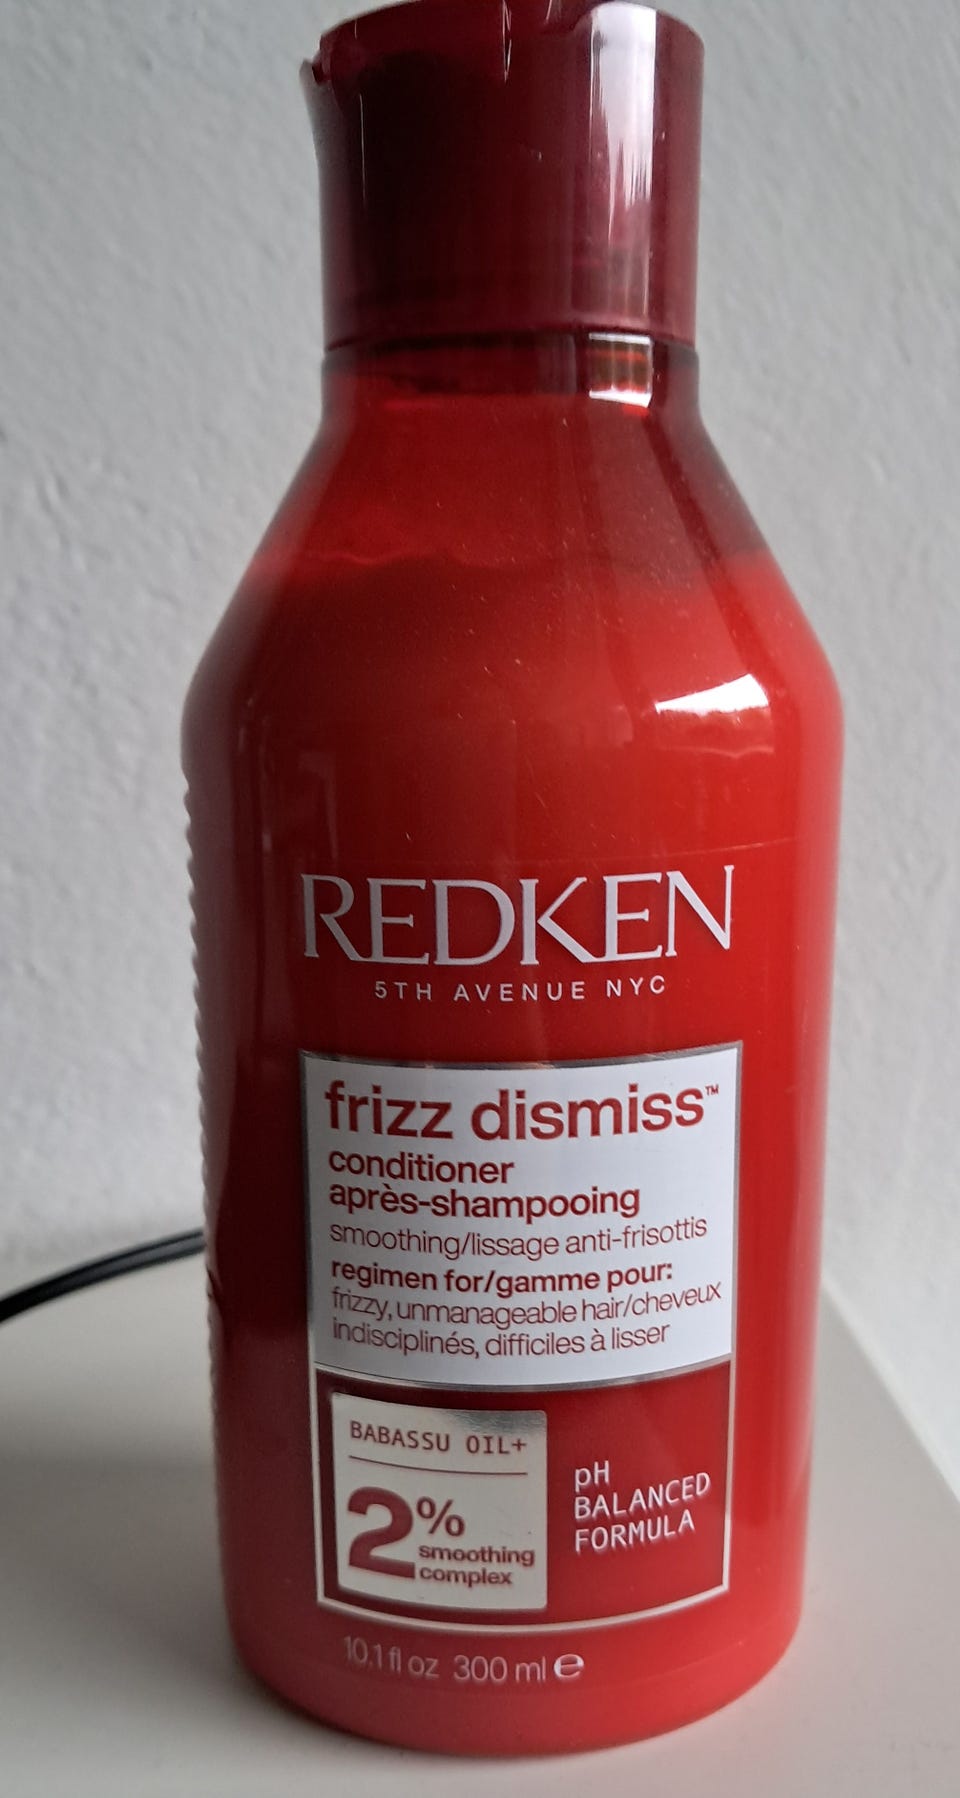 REDKEN
5TH AVENUE NYC
frizz dismiss™
conditioner
après-shampooing
smoothing/lissage anti-frisottis
regimen for/gamme pour:
frizzy, unmanageable hair/cheveux
indisciplinés, difficiles à lisser
BABASSU OIL+
2%
smoothing
complex
pH
BALANCED
FORMULA
10.1 fl oz 300 ml ℮